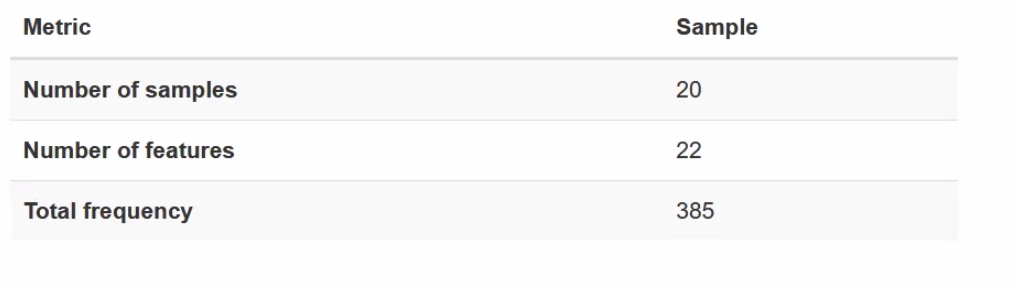 Metric Sample
Number of samples 20
Number of features 22
Total frequency 385